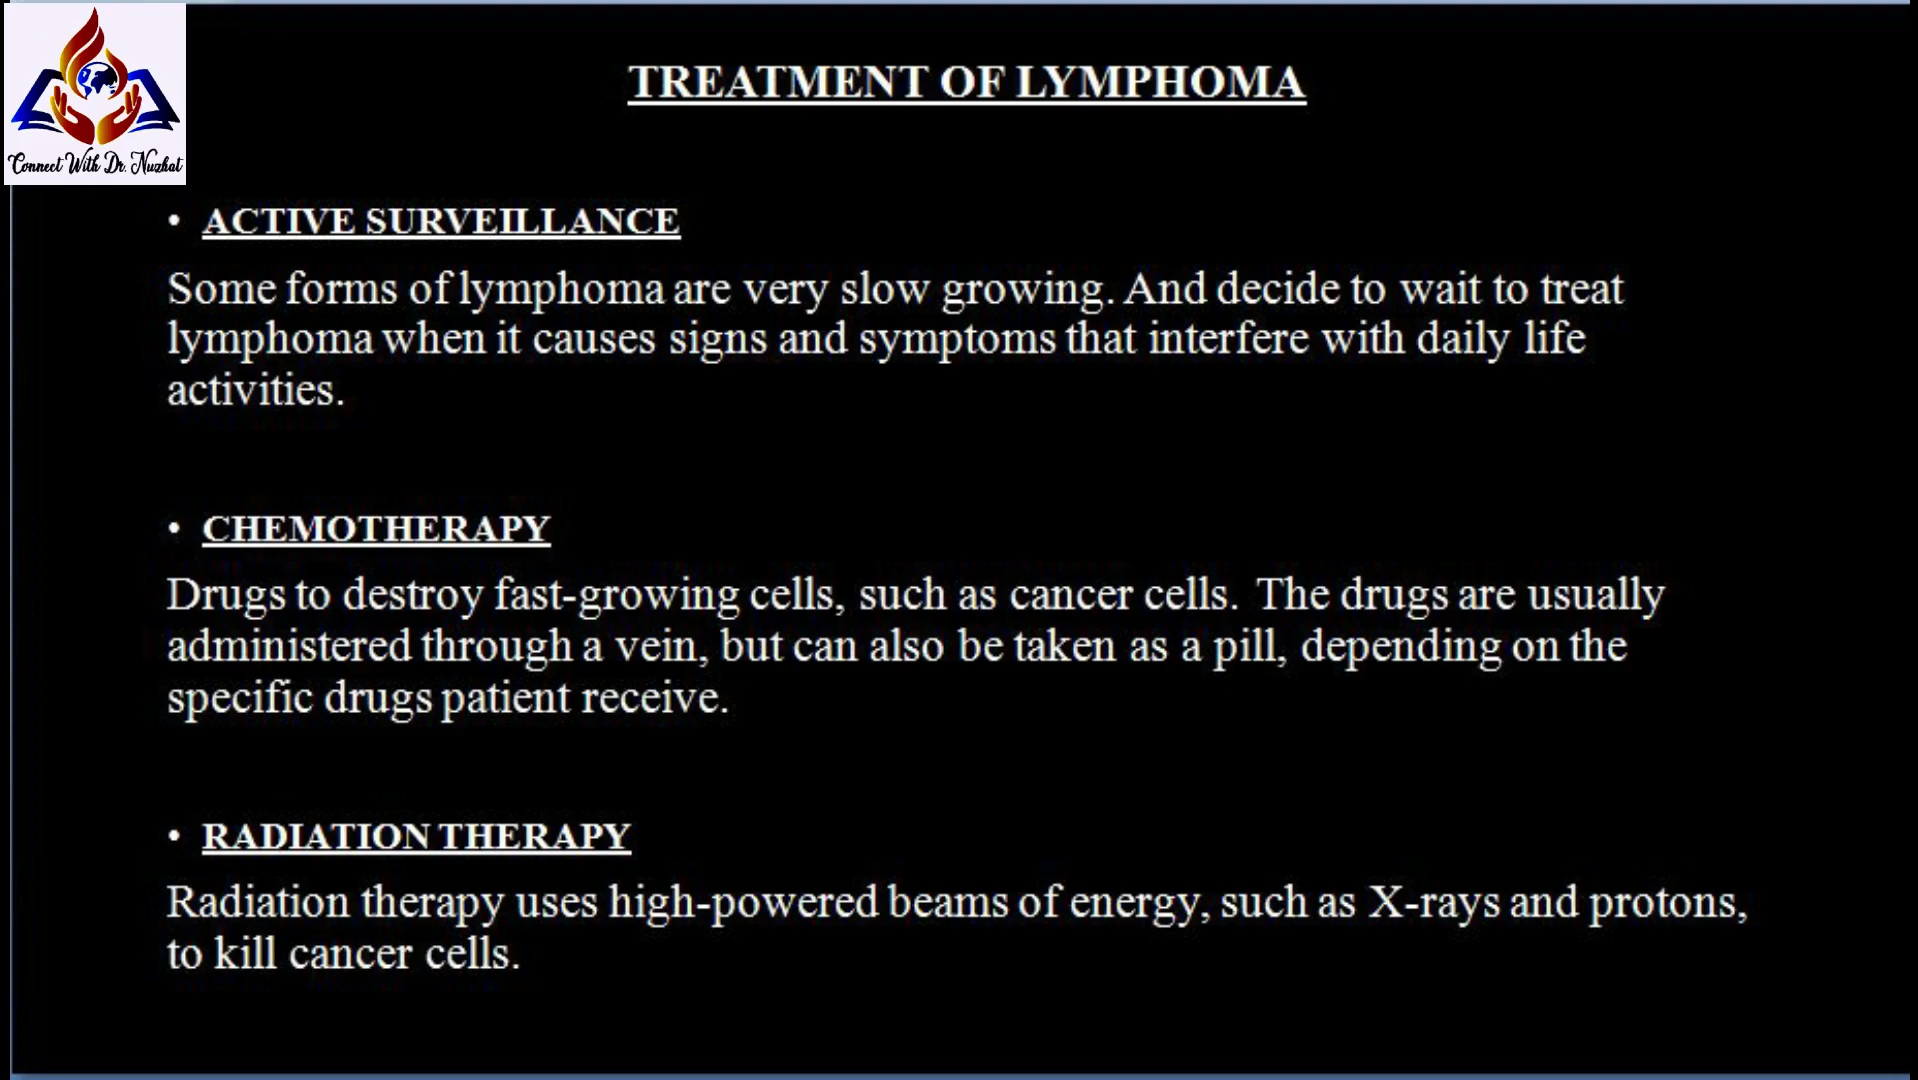 Connect With Dr. Nuzhat
TREATMENT OF LYMPHOMA
• ACTIVE SURVEILLANCE
Some forms of lymphoma are very slow growing. And decide to wait to treat
lymphoma when it causes signs and symptoms that interfere with daily life
activities.
• CHEMOTHERAPY
Drugs to destroy fast-growing cells, such as cancer cells. The drugs are usually
administered through a vein, but can also be taken as a pill, depending on the
specific drugs patient receive.
• RADIATION THERAPY
Radiation therapy uses high-powered beams of energy, such as X-rays and protons,
to kill cancer cells.